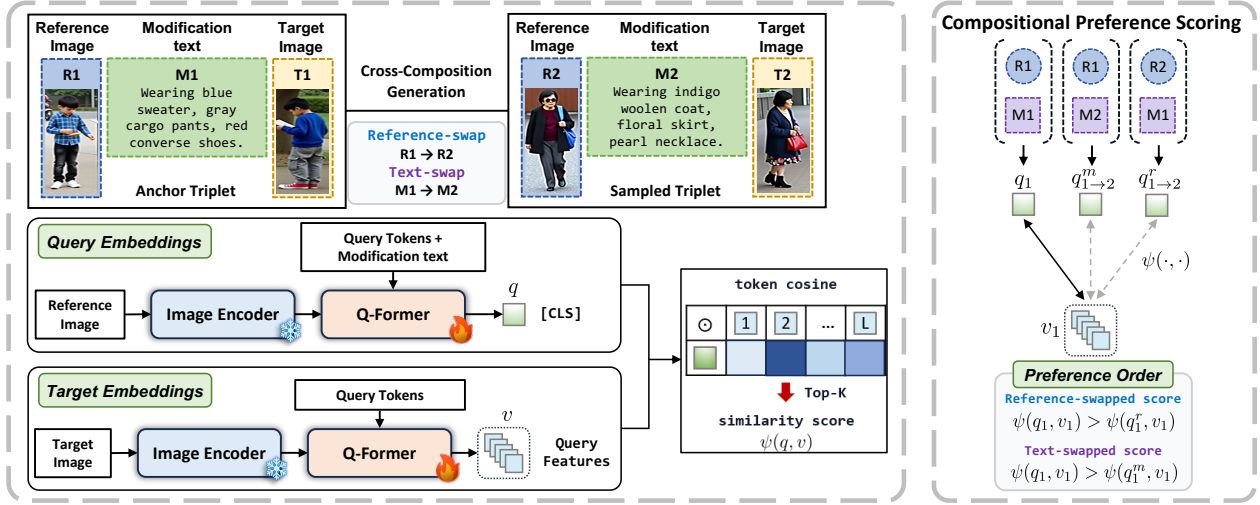 Reference Image
Modification text
Target Image
R1
M1
Wearing blue
sweater, gray
cargo pants, red
converse shoes.
T1
Anchor Triplet
Cross-Composition
Generation
Reference-swap
R1 → R2
Text-swap
M1 → M2
Reference Image
Modification text
Target Image
R2
M2
Wearing indigo
woolen coat,
floral skirt,
pearl necklace.
T2
Sampled Triplet
Query Embeddings
Query Tokens +
Modification text
Reference
Image
Image Encoder
Q-Former
q
[CLS]
Target Embeddings
Query Tokens
Target
Image
Image Encoder
Q-Former
v
Query
Features
token cosine
⊙ 1 2 ... L
Top-K
similarity score
ψ(q, v)
Compositional Preference Scoring
R1 R1 R2
M1 M2 M1
q₁ qᵐ₁→₂ qʳ₁→₂
ψ(·, ·)
v₁
Preference Order
Reference-swapped score
ψ(q₁, v₁) > ψ(qʳ₁, v₁)
Text-swapped score
ψ(q₁, v₁) > ψ(qᵐ₁, v₁)